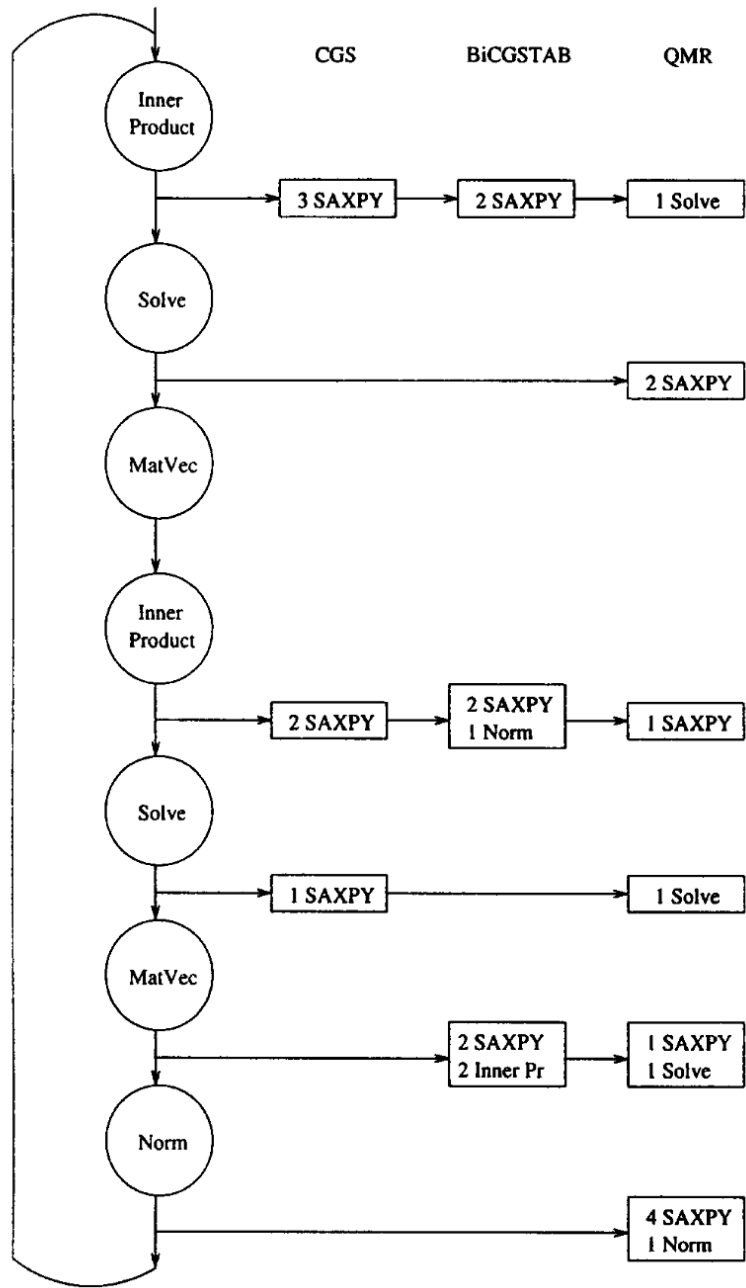 CGS BiCGSTAB QMR
Inner
Product
3 SAXPY 2 SAXPY 1 Solve
Solve
2 SAXPY
MatVec
Inner
Product
2 SAXPY
2 SAXPY
1 Norm
1 SAXPY
Solve
1 SAXPY 1 Solve
MatVec
2 SAXPY
2 Inner Pr
1 SAXPY
1 Solve
Norm
4 SAXPY
1 Norm